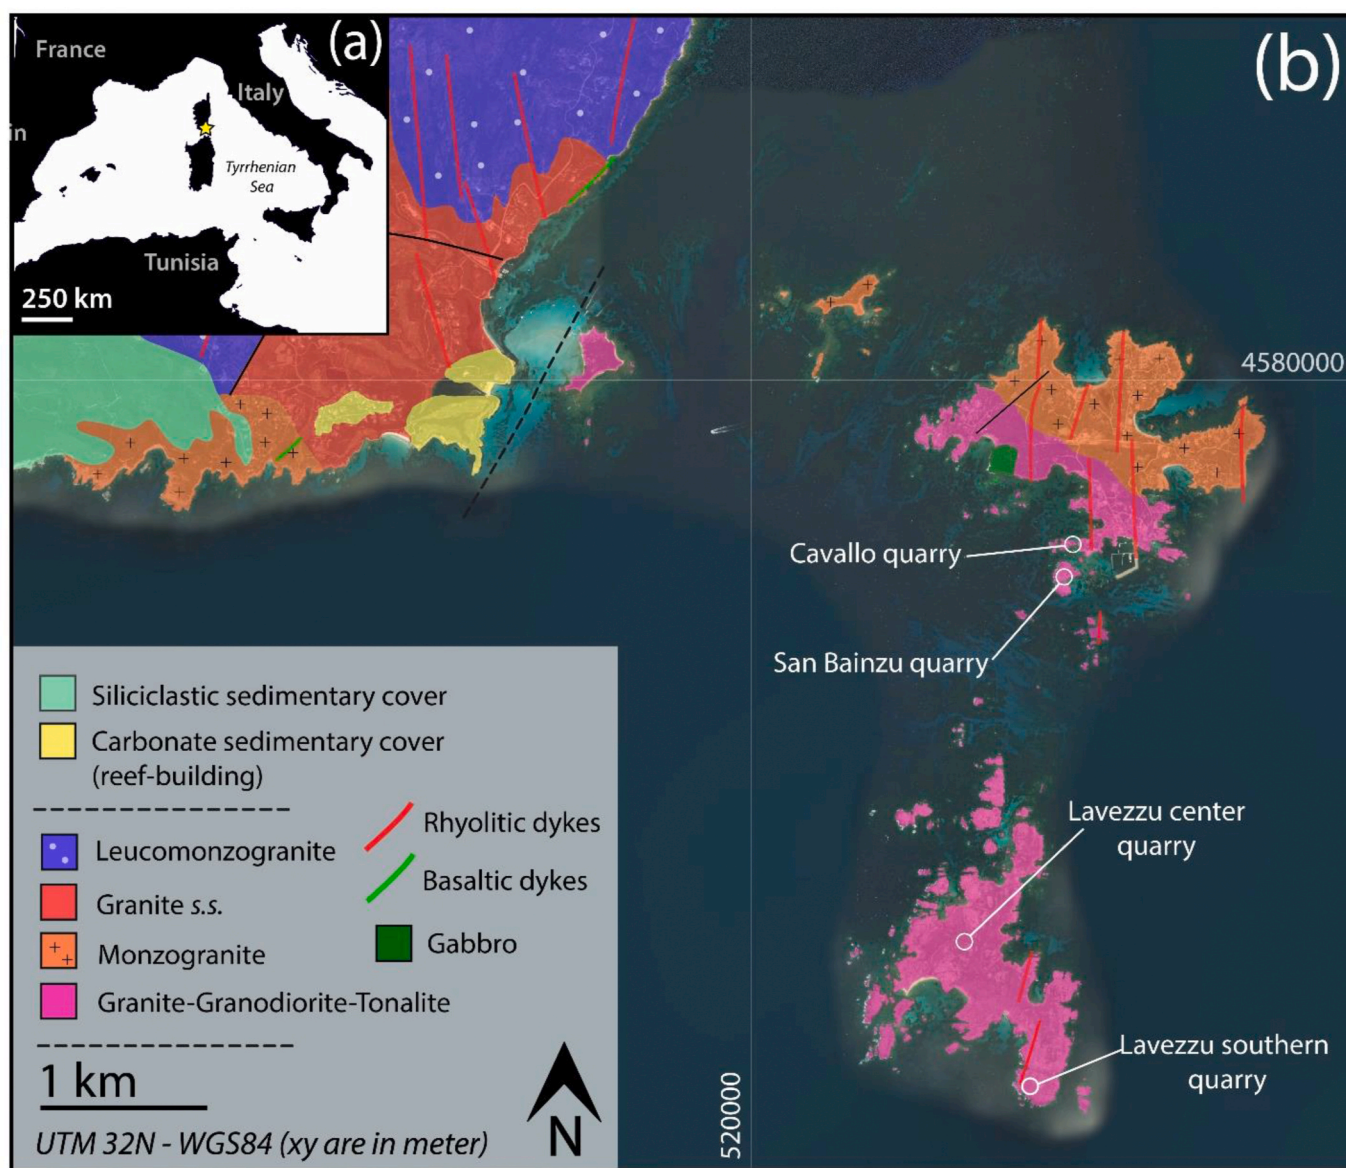 (a)
France
Italy
in
Tyrrhenian
Sea
Tunisia
250 km
(b)
4580000
Cavallo quarry
San Bainzu quarry
Lavezzu center
quarry
Lavezzu southern
quarry
520000
Siliciclastic sedimentary cover
Carbonate sedimentary cover
(reef-building)
Leucomonzogranite
Granite s.s.
Monzogranite
Granite-Granodiorite-Tonalite
Rhyolitic dykes
Basaltic dykes
Gabbro
1 km
N
UTM 32N - WGS84 (xy are in meter)